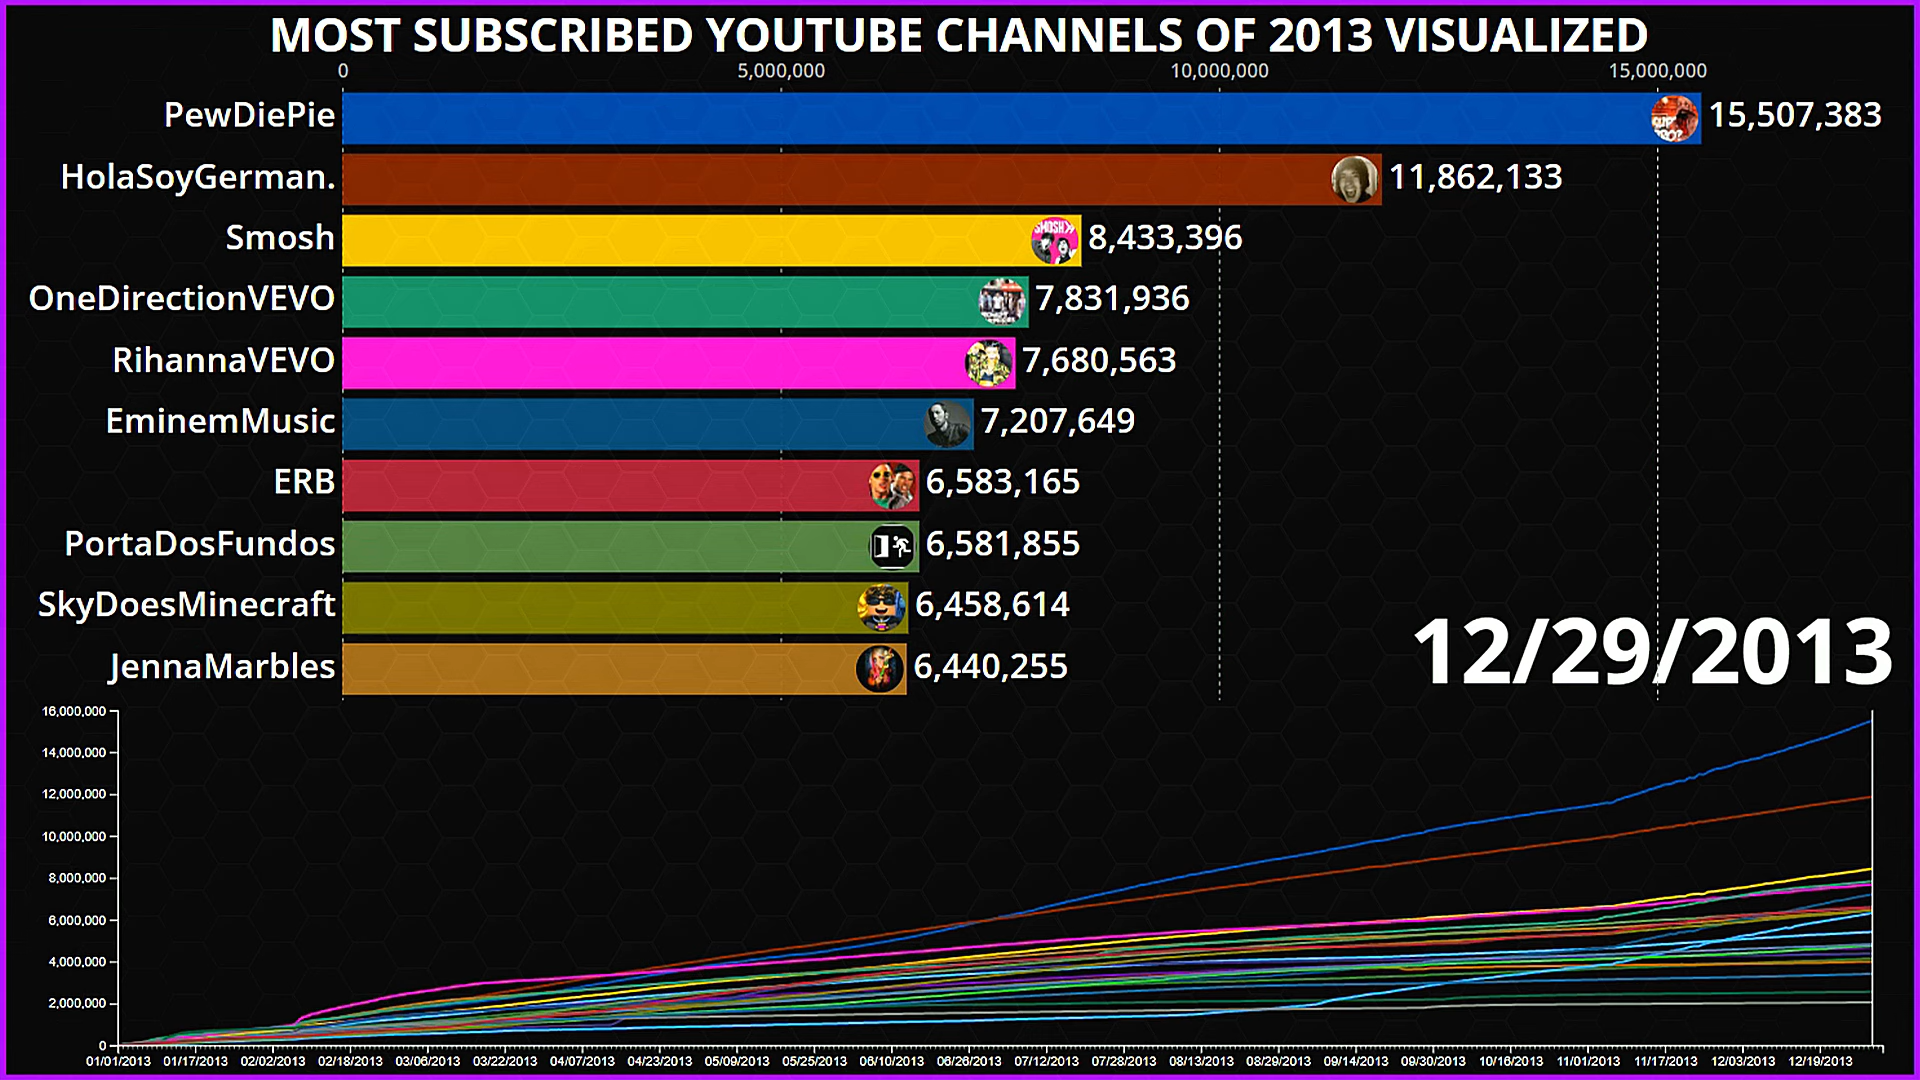 MOST SUBSCRIBED YOUTUBE CHANNELS OF 2013 VISUALIZED
0 5,000,000 10,000,000 15,000,000
PewDiePie 15,507,383
HolaSoyGerman. 11,862,133
Smosh 8,433,396
OneDirectionVEVO 7,831,936
RihannaVEVO 7,680,563
EminemMusic 7,207,649
ERB 6,583,165
PortaDosFundos 6,581,855
SkyDoesMinecraft 6,458,614
JennaMarbles 6,440,255
12/29/2013
16,000,000
14,000,000
12,000,000
10,000,000
8,000,000
6,000,000
4,000,000
2,000,000
0
01/01/2013 01/17/2013 02/02/2013 02/18/2013 03/06/2013 03/22/2013 04/07/2013 04/23/2013 05/09/2013 05/25/2013 06/10/2013 06/26/2013 07/12/2013 07/28/2013 08/13/2013 08/29/2013 09/14/2013 09/30/2013 10/16/2013 11/01/2013 11/17/2013 12/03/2013 12/19/2013